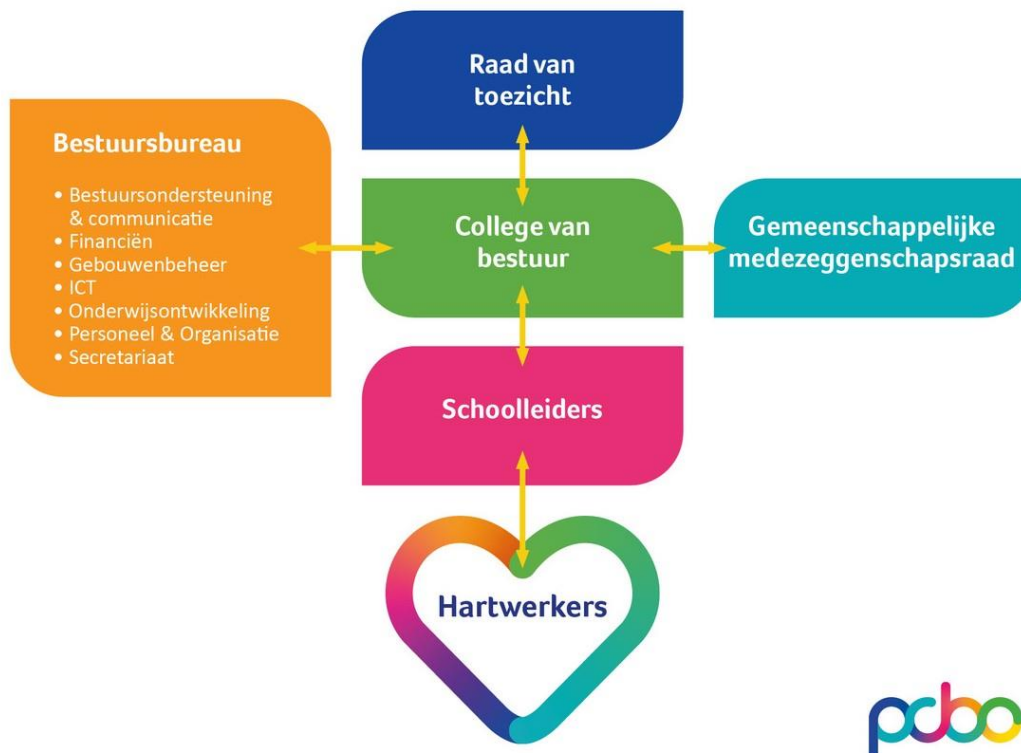 Raad van
toezicht
Bestuursbureau
• Bestuursondersteuning
& communicatie
• Financiën
• Gebouwenbeheer
• ICT
• Onderwijsontwikkeling
• Personeel & Organisatie
• Secretariaat
College van
bestuur
Gemeenschappelijke
medezeggenschapsraad
Schoolleiders
Hartwerkers
pcbo